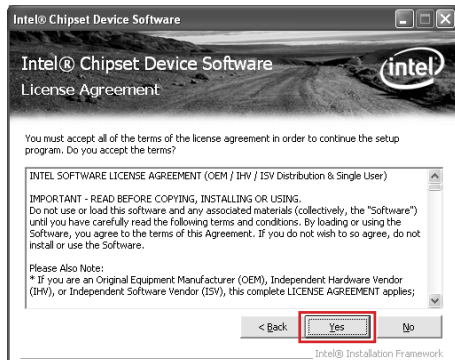 Intel® Chipset Device Software
Intel® Chipset Device Software
License Agreement
intel
You must accept all of the terms of the license agreement in order to continue the setup
program. Do you accept the terms?
INTEL SOFTWARE LICENSE AGREEMENT (OEM / IHV / ISV Distribution & Single User)
IMPORTANT - READ BEFORE COPYING, INSTALLING OR USING.
Do not use or load this software and any associated materials (collectively, the "Software")
until you have carefully read the following terms and conditions. By loading or using the
Software, you agree to the terms of this Agreement. If you do not wish to so agree, do not
install or use the Software.
Please Also Note:
* If you are an Original Equipment Manufacturer (OEM), Independent Hardware Vendor
(IHV), or Independent Software Vendor (ISV), this complete LICENSE AGREEMENT applies;
< Back Yes No
Intel® Installation Framework